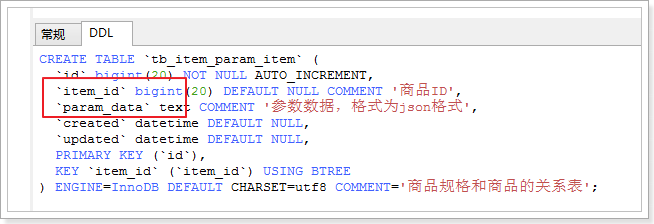 常规 DDL
CREATE TABLE `tb_item_param_item` (
`id` bigint(20) NOT NULL AUTO_INCREMENT,
`item_id` bigint(20) DEFAULT NULL COMMENT '商品ID',
`param_data` text COMMENT '参数数据，格式为json格式',
`created` datetime DEFAULT NULL,
`updated` datetime DEFAULT NULL,
PRIMARY KEY (`id`),
KEY `item_id` (`item_id`) USING BTREE
) ENGINE=InnoDB DEFAULT CHARSET=utf8 COMMENT='商品规格和商品的关系表';